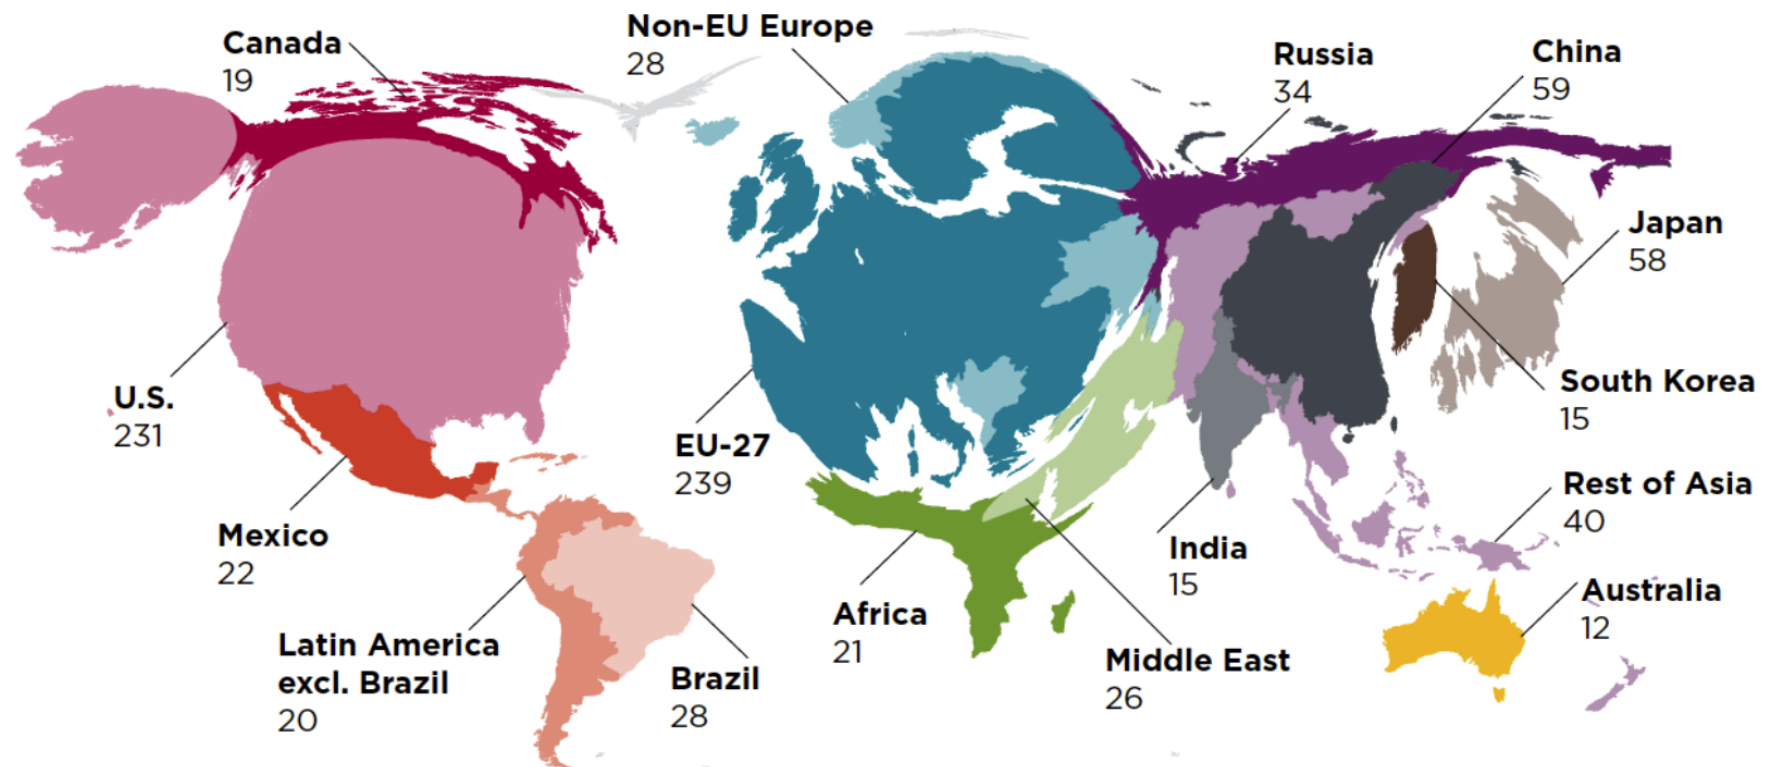 Canada
19
Non-EU Europe
28
Russia
34
China
59
Japan
58
U.S.
231
EU-27
239
South Korea
15
Mexico
22
Rest of Asia
40
India
15
Australia
12
Africa
21
Latin America
excl. Brazil
20
Brazil
28
Middle East
26